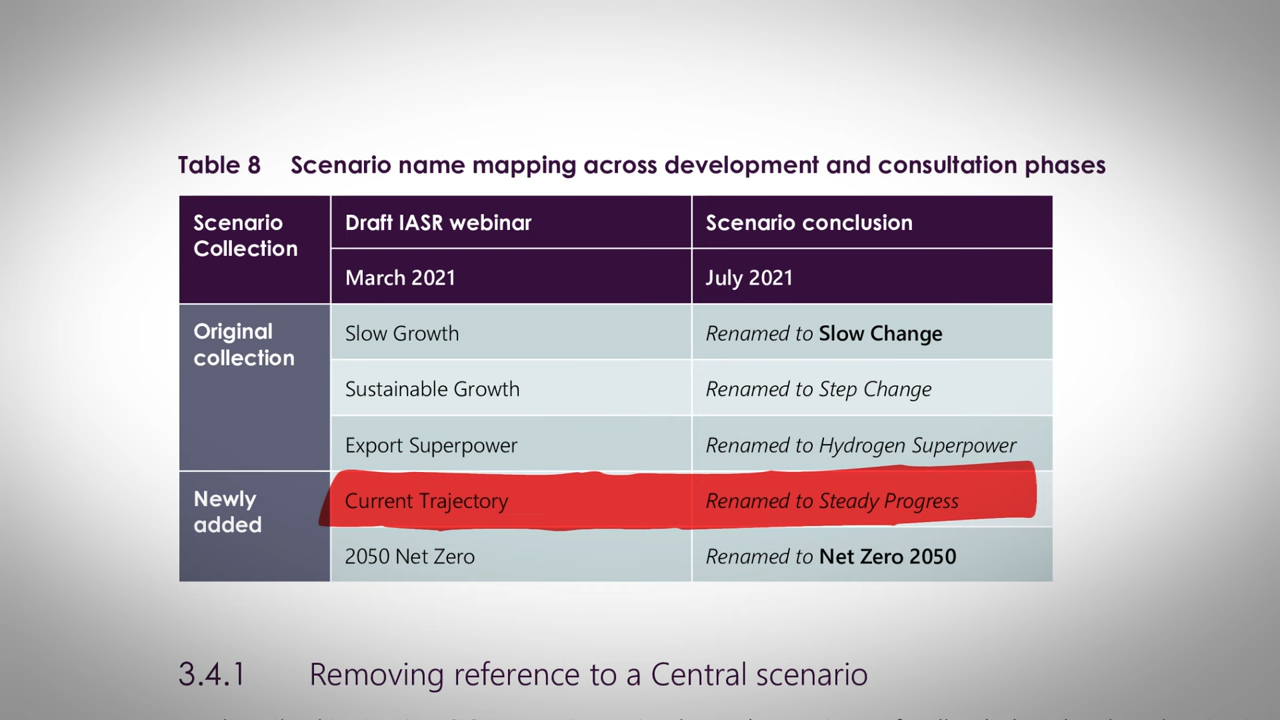 Table 8 Scenario name mapping across development and consultation phases
Scenario Collection
Draft IASR webinar
Scenario conclusion
March 2021
July 2021
Original collection
Slow Growth
Renamed to Slow Change
Sustainable Growth
Renamed to Step Change
Export Superpower
Renamed to Hydrogen Superpower
Newly added
Current Trajectory
Renamed to Steady Progress
2050 Net Zero
Renamed to Net Zero 2050
3.4.1 Removing reference to a Central scenario